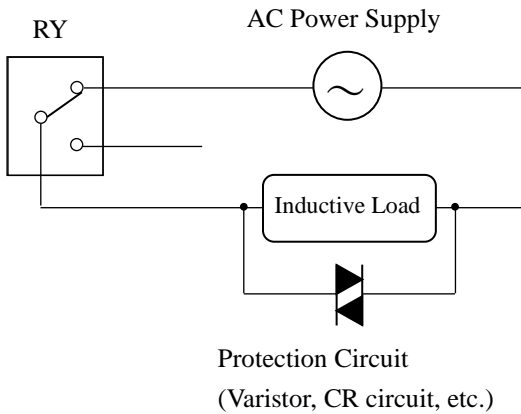 RY
AC Power Supply
Inductive Load
Protection Circuit
(Varistor, CR circuit, etc.)